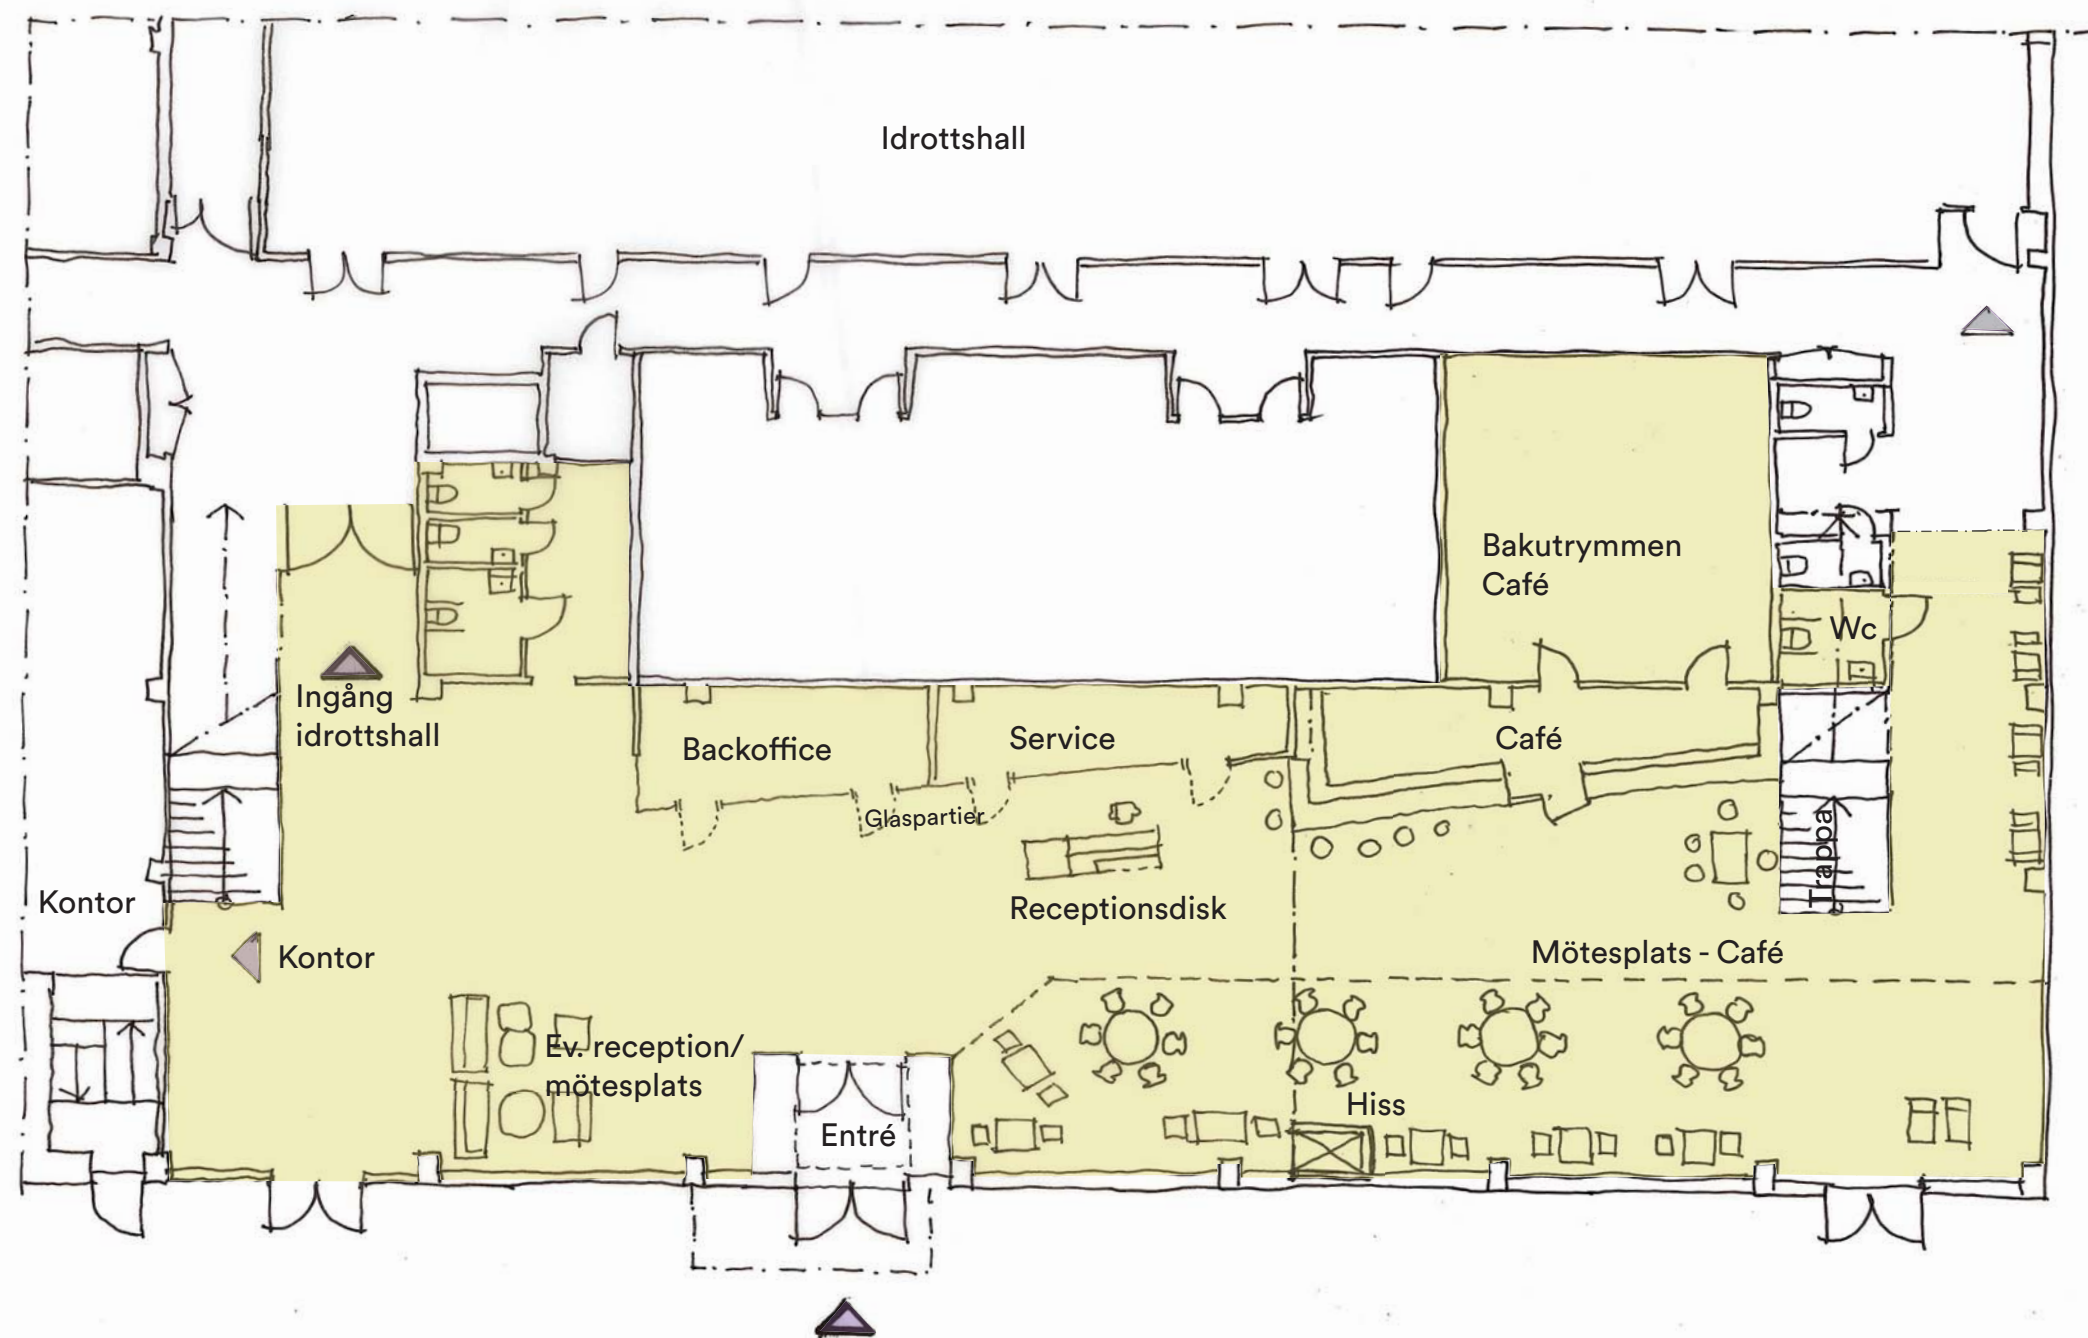 Idrottshall
Bakutrymmen
Café
Wc
Ingång
idrottshall
Backoffice
Service
Café
Glaspartier
Trappa
Kontor
Receptionsdisk
Kontor
Mötesplats - Café
Ev. reception/
mötesplats
Hiss
Entré